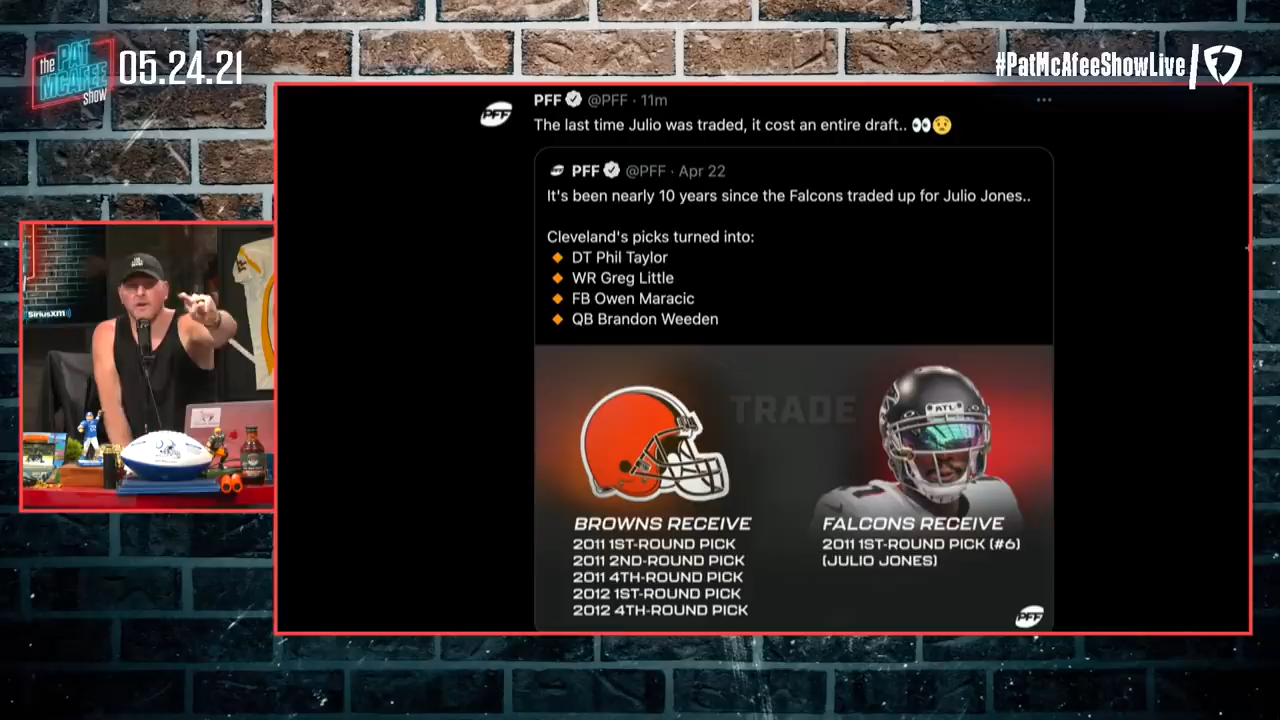 the PAT McAFEE show
05.24.21
#PatMcAfeeShowLive
PFF @PFF · 11m
The last time Julio was traded, it cost an entire draft.. 👀😟
PFF @PFF · Apr 22
It's been nearly 10 years since the Falcons traded up for Julio Jones..
Cleveland's picks turned into:
🔸 DT Phil Taylor
🔸 WR Greg Little
🔸 FB Owen Maracic
🔸 QB Brandon Weeden
TRADE
ATL
BROWNS RECEIVE
2011 1ST-ROUND PICK
2011 2ND-ROUND PICK
2011 4TH-ROUND PICK
2012 1ST-ROUND PICK
2012 4TH-ROUND PICK
FALCONS RECEIVE
2011 1ST-ROUND PICK (#6)
(JULIO JONES)
PFF
PFF
SiriusXM